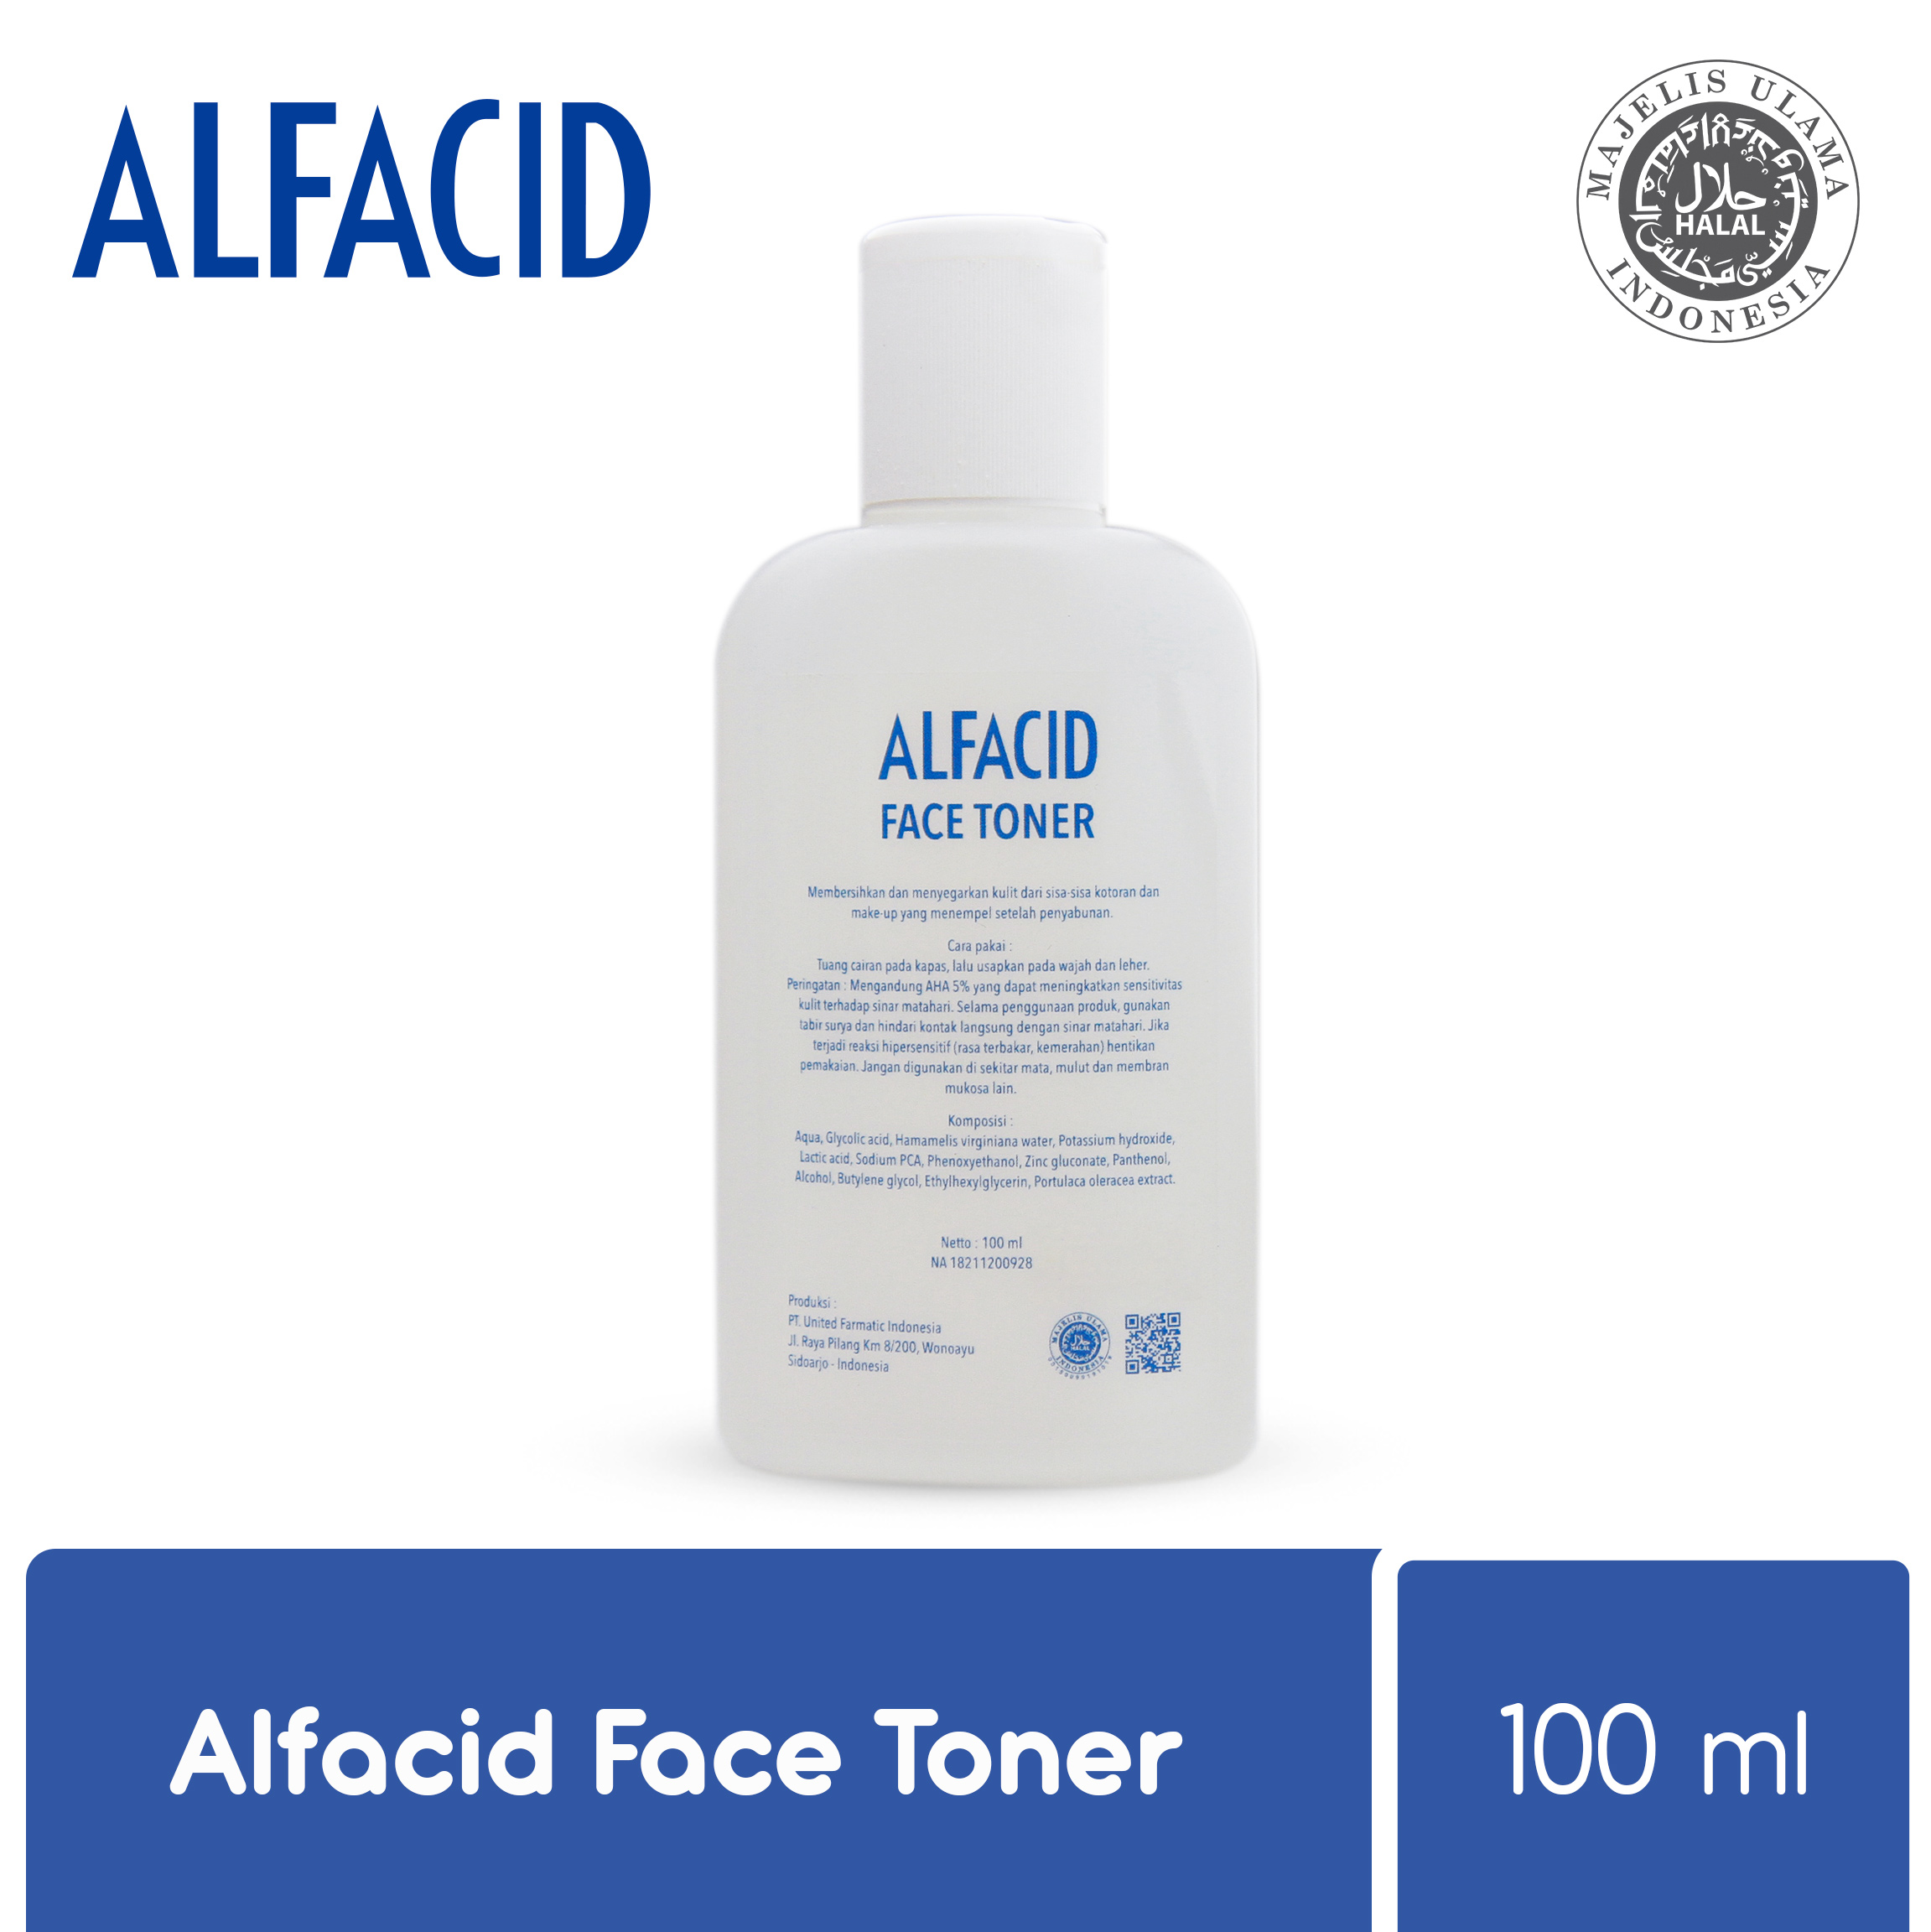 ALFACID
MAJELIS ULAMA
حلال
HALAL
INDONESIA
ALFACID
FACE TONER
Membersihkan dan menyegarkan kulit dari sisa-sisa kotoran dan
make-up yang menempel setelah penyabunan.
Cara pakai :
Tuang cairan pada kapas, lalu usapkan pada wajah dan leher.
Peringatan : Mengandung AHA 5% yang dapat meningkatkan sensitivitas
kulit terhadap sinar matahari. Selama penggunaan produk, gunakan
tabir surya dan hindari kontak langsung dengan sinar matahari. Jika
terjadi reaksi hipersensitif (rasa terbakar, kemerahan) hentikan
pemakaian. Jangan digunakan di sekitar mata, mulut dan membran
mukosa lain.
Komposisi :
Aqua, Glycolic acid, Hamamelis virginiana water, Potassium hydroxide,
Lactic acid, Sodium PCA, Phenoxyethanol, Zinc gluconate, Panthenol,
Alcohol, Butylene glycol, Ethylhexylglycerin, Portulaca oleracea extract.
Netto : 100 ml
NA 18211200928
Produksi :
PT. United Farmatic Indonesia
Jl. Raya Pilang Km 8/200, Wonoayu
Sidoarjo - Indonesia
MAJELIS ULAMA
حلال
HALAL
INDONESIA
Alfacid Face Toner
100 ml